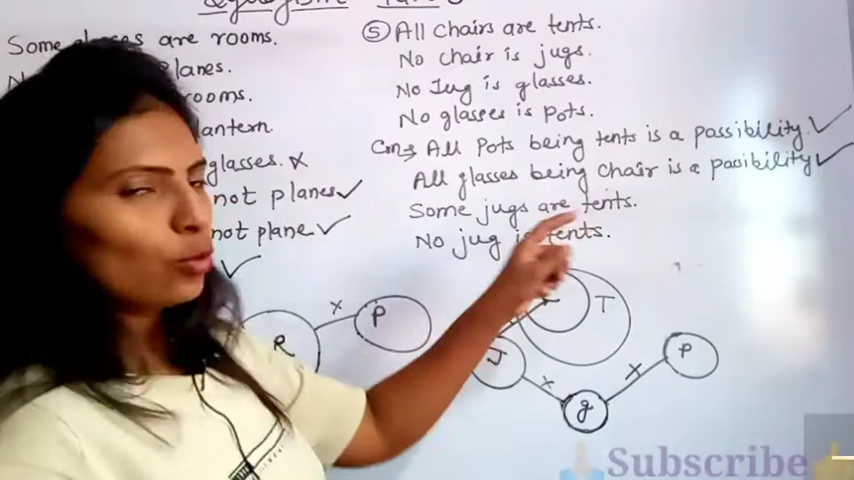 Some are rooms.
planes.
rooms.
lantern.
glasses. x
not planes ✓
not plane ✓
✓
⑤ All chairs are tents.
No chair is jugs.
No Jug is glasses.
No glasses is Pots.
Cns All Pots being tents is a possibility. ✓
All glasses being Chair is a possibility ✓
Some jugs are tents.
No jug is tents.
R x P
T
J x g x P
Subscribe